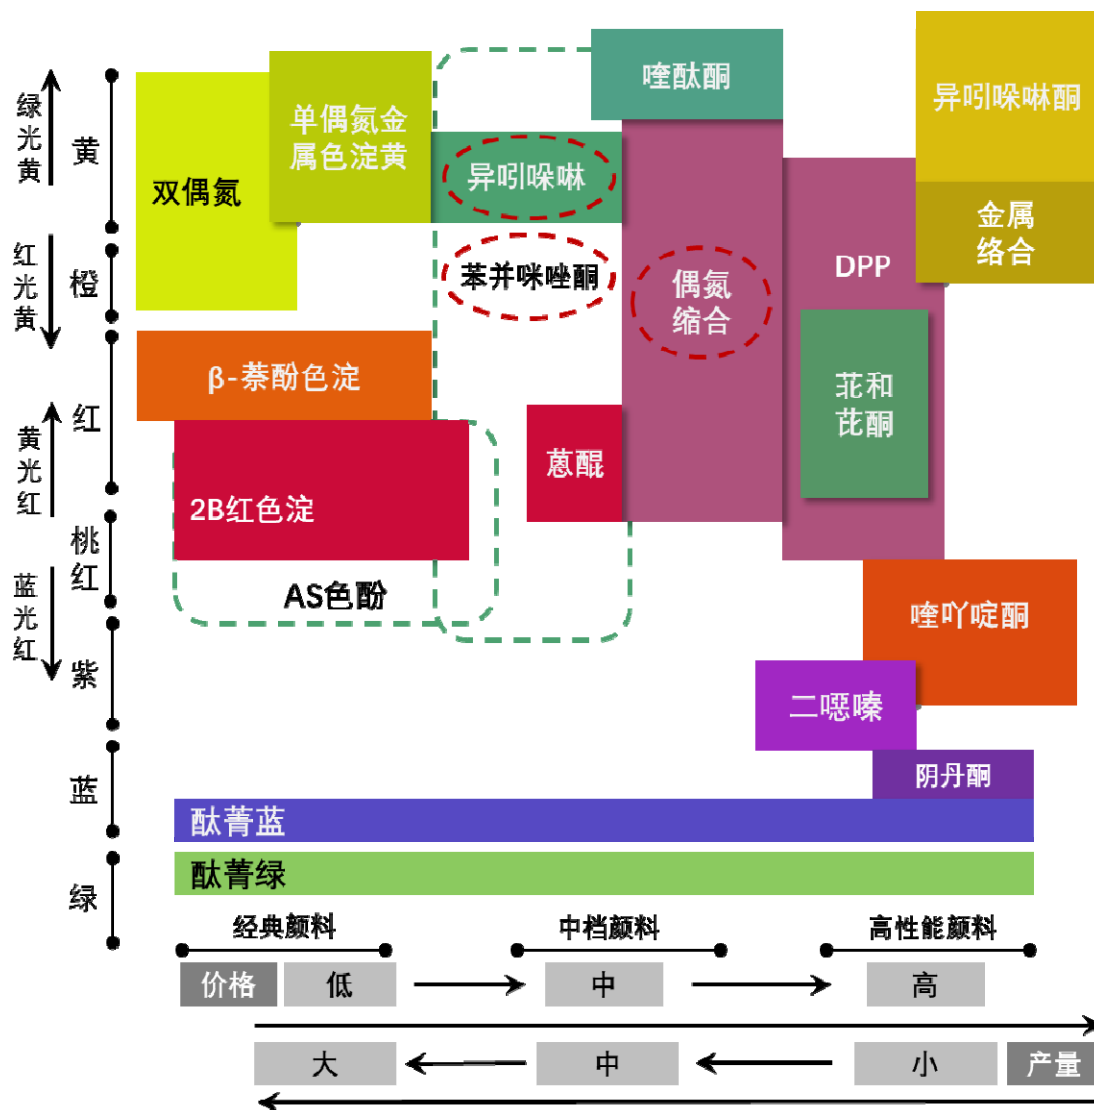 绿光黄
红光黄
黄光红
蓝光红
黄
橙
红
桃红
紫
蓝
绿
双偶氮
单偶氮金
属色淀黄
喹酞酮
异吲哚啉酮
异吲哚啉
金属
络合
苯并咪唑酮
偶氮
缩合
DPP
β-萘酚色淀
苝和
芘酮
蒽醌
2B红色淀
AS色酚
喹吖啶酮
二噁嗪
阴丹酮
酞菁蓝
酞菁绿
经典颜料
中档颜料
高性能颜料
价格
低
中
高
大
中
小
产量